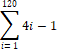 120
∑ 4i − 1
i= 1